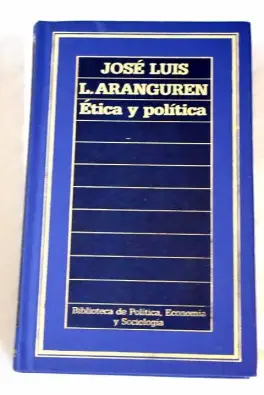 JOSÉ LUIS
L. ARANGUREN
Ética y política
Biblioteca de Política, Economía
y Sociología